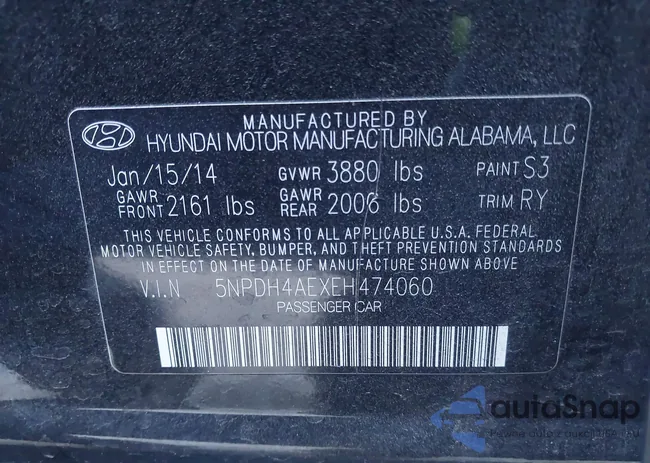 MANUFACTURED BY
HYUNDAI MOTOR MANUFACTURING ALABAMA, LLC
Jan/15/14 GVWR 3880 lbs PAINT S3
GAWR FRONT 2161 lbs GAWR REAR 2006 lbs TRIM RY
THIS VEHICLE CONFORMS TO ALL APPLICABLE U.S.A. FEDERAL
MOTOR VEHICLE SAFETY, BUMPER, AND THEFT PREVENTION STANDARDS
IN EFFECT ON THE DATE OF MANUFACTURE SHOWN ABOVE.
V.I.N 5NPDH4AEXEH474060
PASSENGER CAR
autoSnap